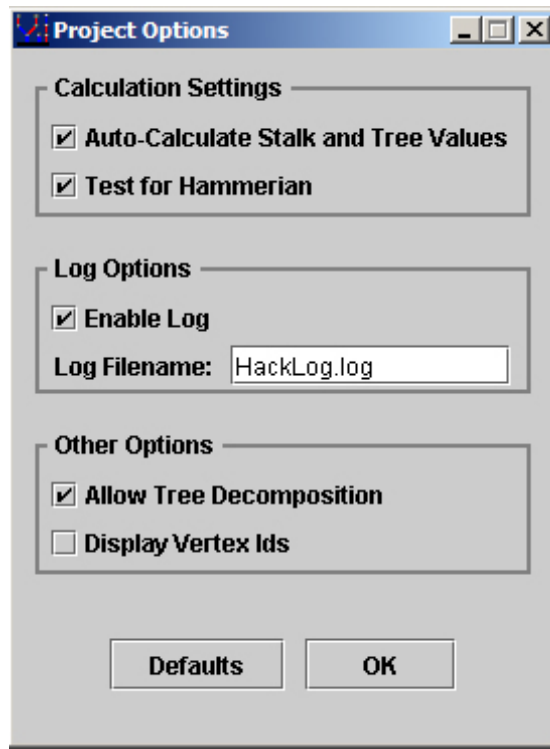 Project Options
Calculation Settings
Auto-Calculate Stalk and Tree Values
Test for Hammerian
Log Options
Enable Log
Log Filename: HackLog.log
Other Options
Allow Tree Decomposition
Display Vertex Ids
Defaults OK